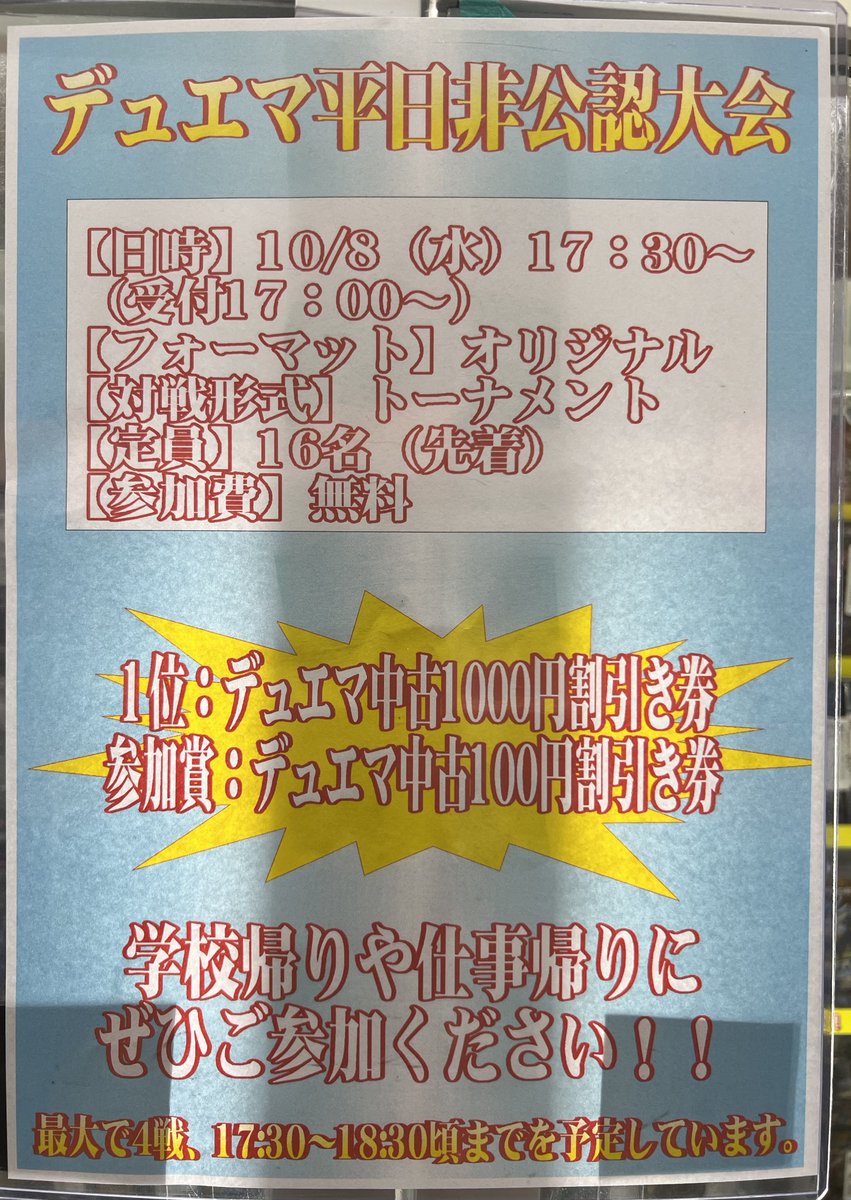 デュエマ平日非公認大会
【日時】10/8（水）17：30～
（受付17：00～）
【フォーマット】オリジナル
【対戦形式】トーナメント
【定員】16名（先着）
【参加費】無料
1位：デュエマ中古1000円割引き券
参加賞：デュエマ中古100円割引き券
学校帰りや仕事帰りに
ぜひご参加ください！！
最大で4戦、17:30～18:30頃までを予定しています。